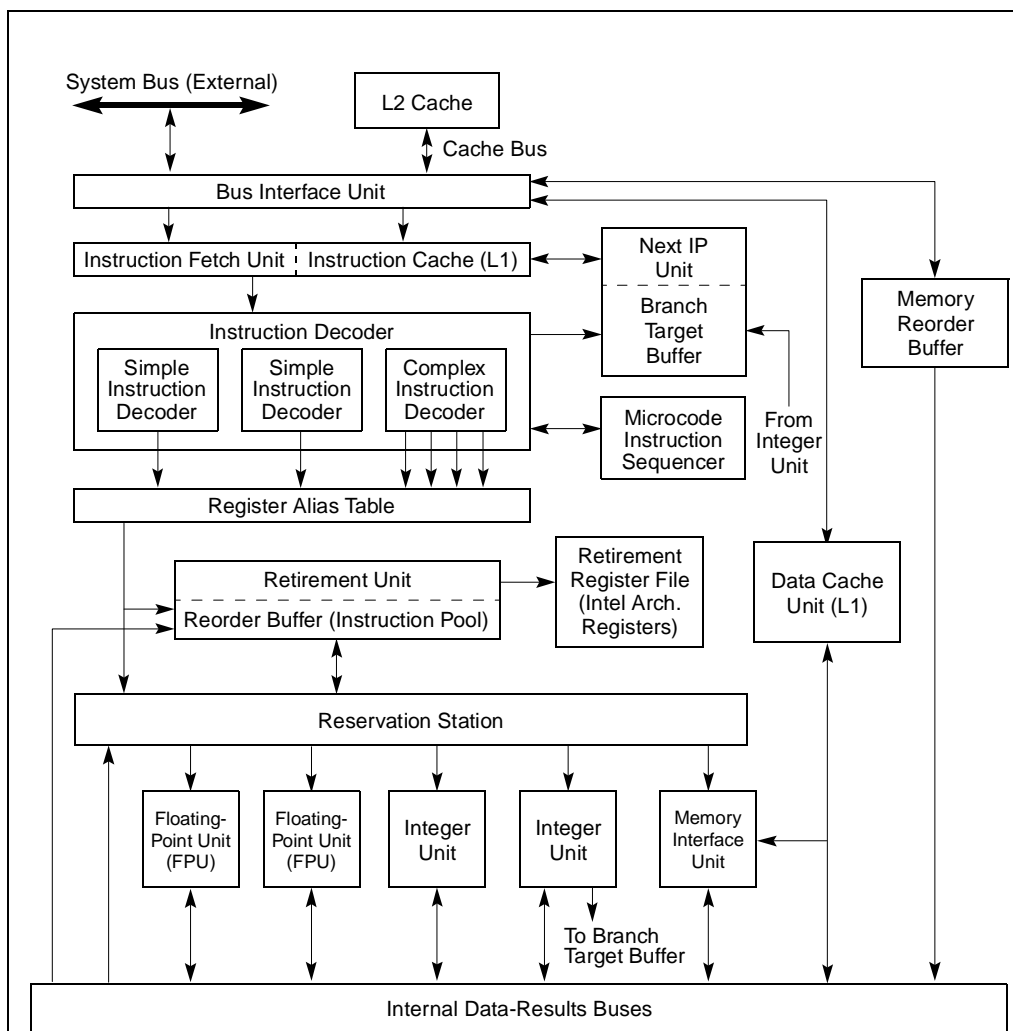 System Bus (External)
L2 Cache
Cache Bus
Bus Interface Unit
Instruction Fetch Unit
Instruction Cache (L1)
Next IP
Unit
Branch
Target
Buffer
Memory
Reorder
Buffer
Instruction Decoder
Simple
Instruction
Decoder
Simple
Instruction
Decoder
Complex
Instruction
Decoder
Microcode
Instruction
Sequencer
From
Integer
Unit
Register Alias Table
Retirement Unit
Reorder Buffer (Instruction Pool)
Retirement
Register File
(Intel Arch.
Registers)
Data Cache
Unit (L1)
Reservation Station
Floating-
Point Unit
(FPU)
Floating-
Point Unit
(FPU)
Integer
Unit
Integer
Unit
Memory
Interface
Unit
To Branch
Target Buffer
Internal Data-Results Buses